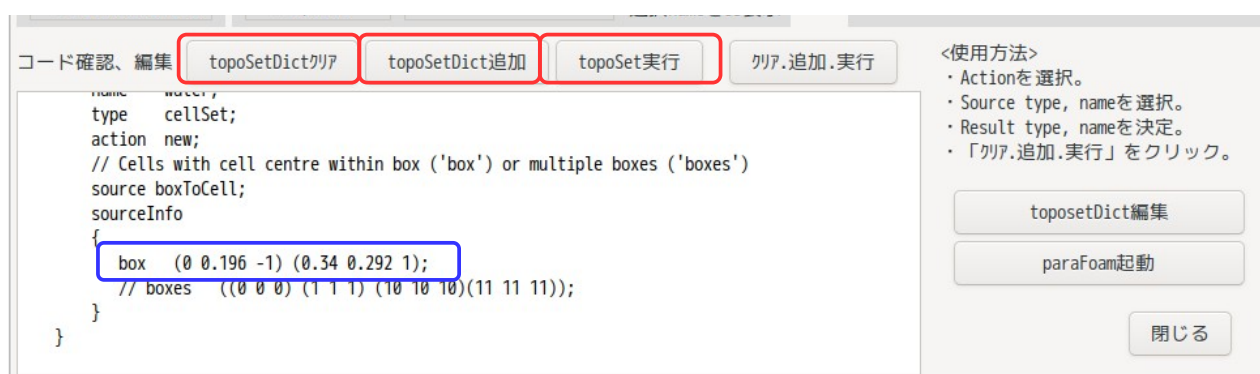 コード確認、編集 topoSetDictクリア topoSetDict追加 topoSet実行 クリア.追加.実行
name water;
type cellSet;
action new;
// Cells with cell centre within box ('box') or multiple boxes ('boxes')
source boxToCell;
sourceInfo
{
box (0 0.196 -1) (0.34 0.292 1);
// boxes ((0 0 0) (1 1 1) (10 10 10)(11 11 11));
}
}
<使用方法>
・Actionを選択。
・Source type, nameを選択。
・Result type, nameを決定。
・「クリア.追加.実行」をクリック。
toposetDict編集
paraFoam起動
閉じる